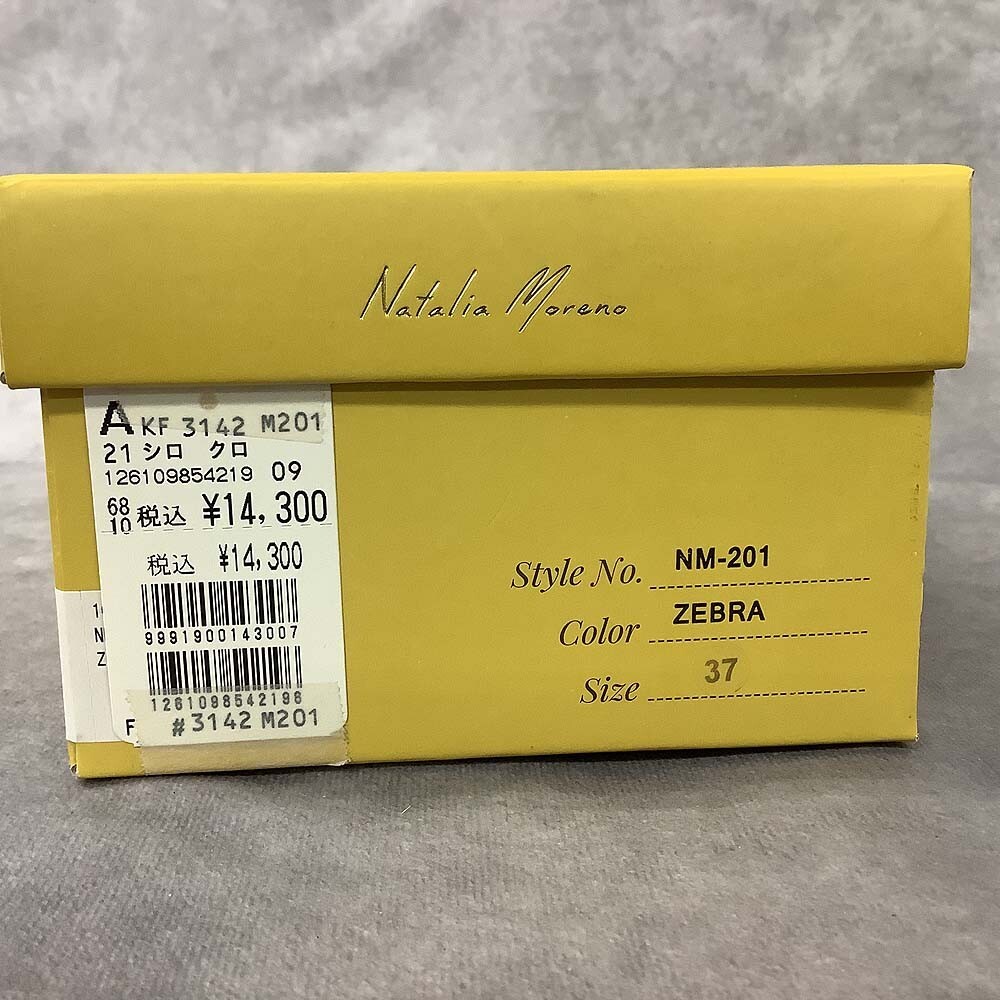 Natalia Moreno
A KF 3142 M201
21 シロ クロ
126109854219 09
68 10 税込 ¥14,300
税込 ¥14,300
9991900143007
1261098542196
#3142 M201
Style No. NM-201
Color ZEBRA
Size 37
N
Z
F